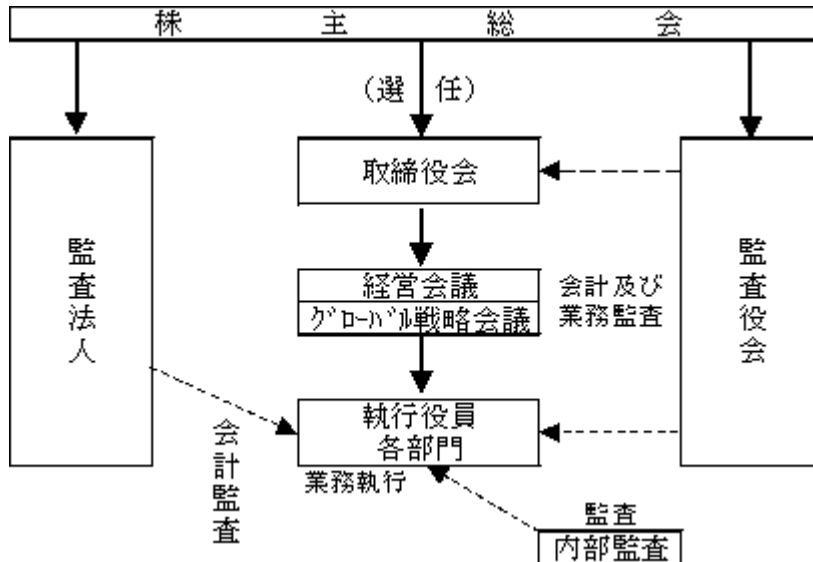 株主総会
（選任）
取締役会
監査法人
経営会議
グローバル戦略会議
会計及び
業務監査
監査役会
執行役員
各部門
業務執行
会計監査
監査
内部監査